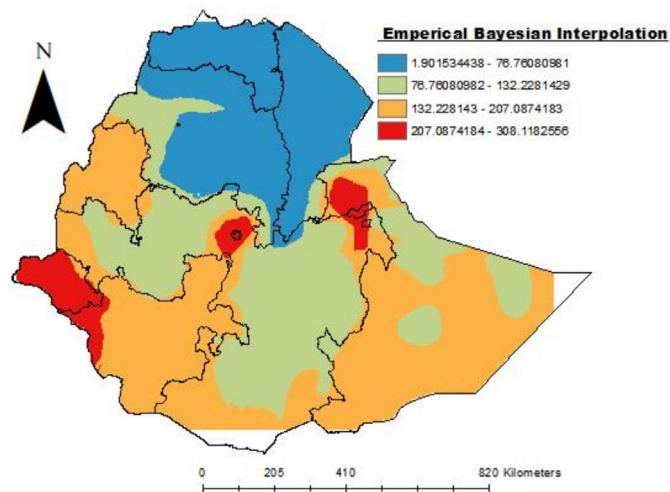 Emperical Bayesian Interpolation
N
1.901534438 - 76.76080981
76.76080982 - 132.2281429
132.228143 - 207.0874183
207.0874184 - 308.1182556
0 205 410 820 Kilometers